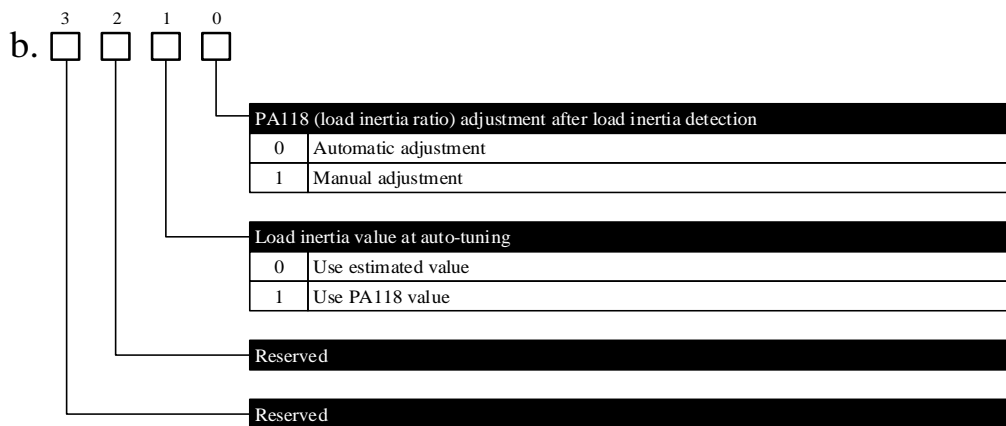 3 2 1 0
b.
PA118 (load inertia ratio) adjustment after load inertia detection
0 Automatic adjustment
1 Manual adjustment
Load inertia value at auto-tuning
0 Use estimated value
1 Use PA118 value
Reserved
Reserved